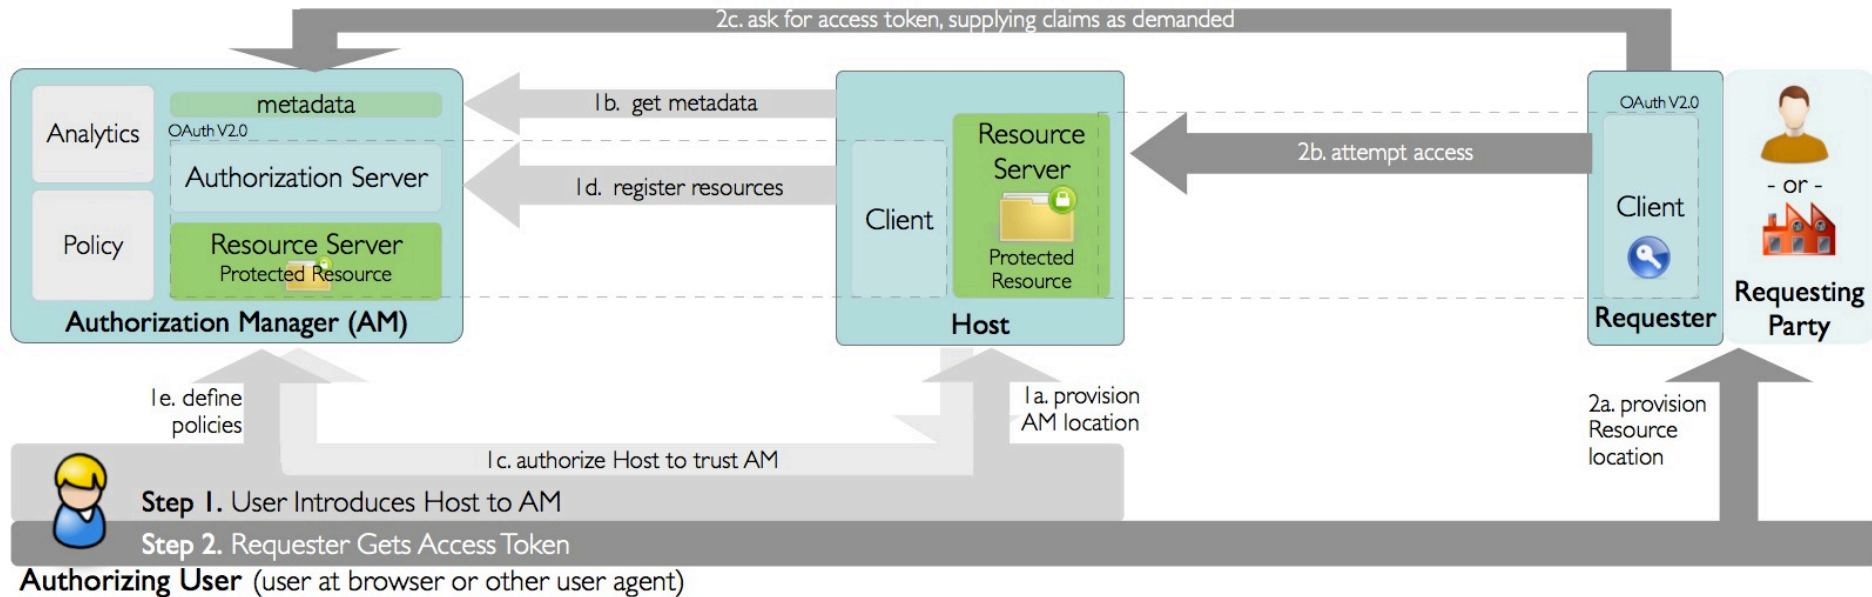 2c. ask for access token, supplying claims as demanded
Analytics
Policy
metadata
OAuth V2.0
Authorization Server
Resource Server
Protected Resource
Authorization Manager (AM)
1b. get metadata
1d. register resources
Client
Resource
Server
Protected
Resource
Host
2b. attempt access
OAuth V2.0
Client
Requester
- or -
Requesting
Party
1e. define
policies
1c. authorize Host to trust AM
1a. provision
AM location
2a. provision
Resource
location
Step 1. User Introduces Host to AM
Step 2. Requester Gets Access Token
Authorizing User (user at browser or other user agent)